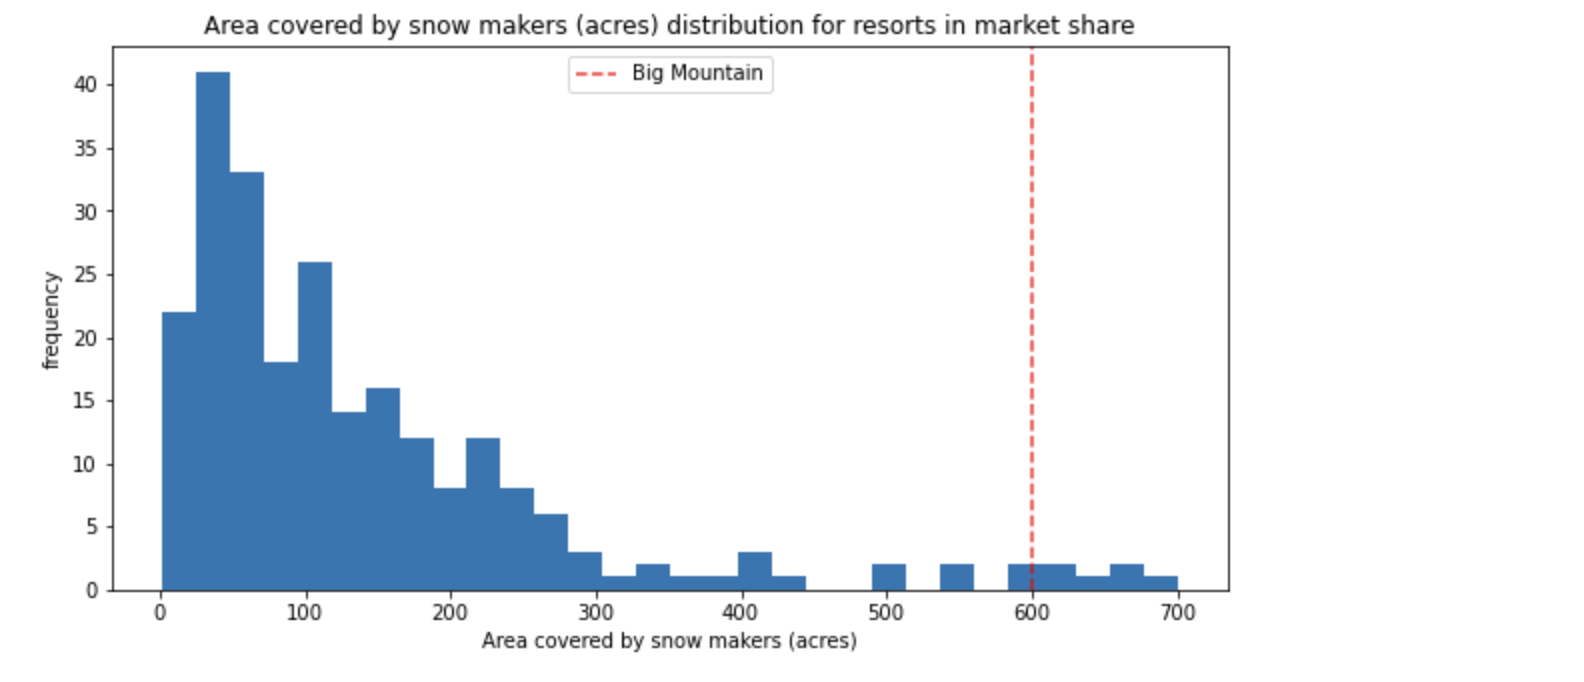 Area covered by snow makers (acres) distribution for resorts in market share
Big Mountain
40
35
30
25
20
15
10
5
0
frequency
0 100 200 300 400 500 600 700
Area covered by snow makers (acres)